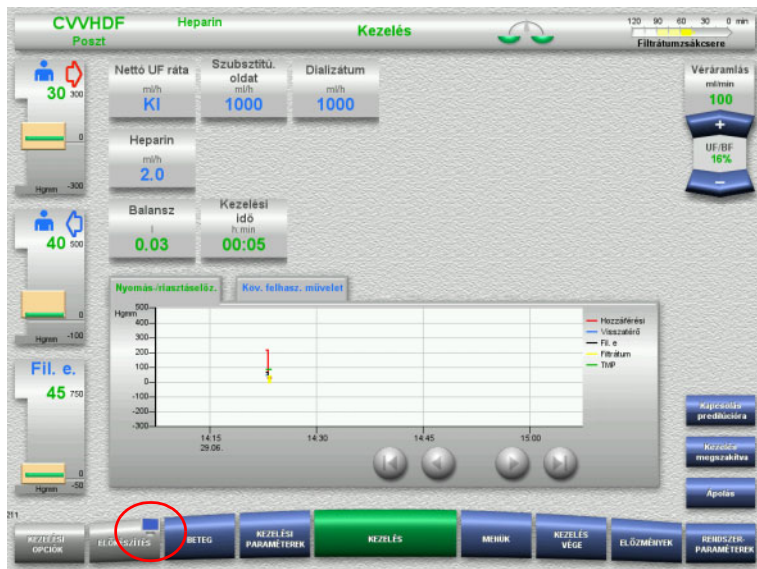 CVVHDF
Poszt
Heparin
Kezelés
120 90 60 30 0 min
Filtrátumzsákcsere
30 300
0
Hgmm -300
40 500
0
Hgmm -100
Fil. e.
45 750
0
Hgmm -50
Nettó UF ráta
ml/h
KI
Szubsztitú.
oldat
ml/h
1000
Dializátum
ml/h
1000
Heparin
ml/h
2.0
Balansz
l
0.03
Kezelési
idő
h:min
00:05
Véráramlás
ml/min
100
+
UF/BF
16%
–
Nyomás-/riasztáselőz.
Köv. felhasz. művelet
Hgmm
500
400
300
200
100
0
-100
-200
-300
14:15
29.06.
14:30
14:45
15:00
Hozzáférési
Visszatérő
Fil. e
Filtrátum
TMP
Kapcsolás
predilúcióra
Kezelés
megszakítva
Ápolás
211
KEZELÉSI
OPCIÓK
ELŐKÉSZÍTÉS
BETEG
KEZELÉSI
PARAMÉTEREK
KEZELÉS
MENÜK
KEZELÉS
VÉGE
ELŐZMÉNYEK
RENDSZER-
PARAMÉTEREK